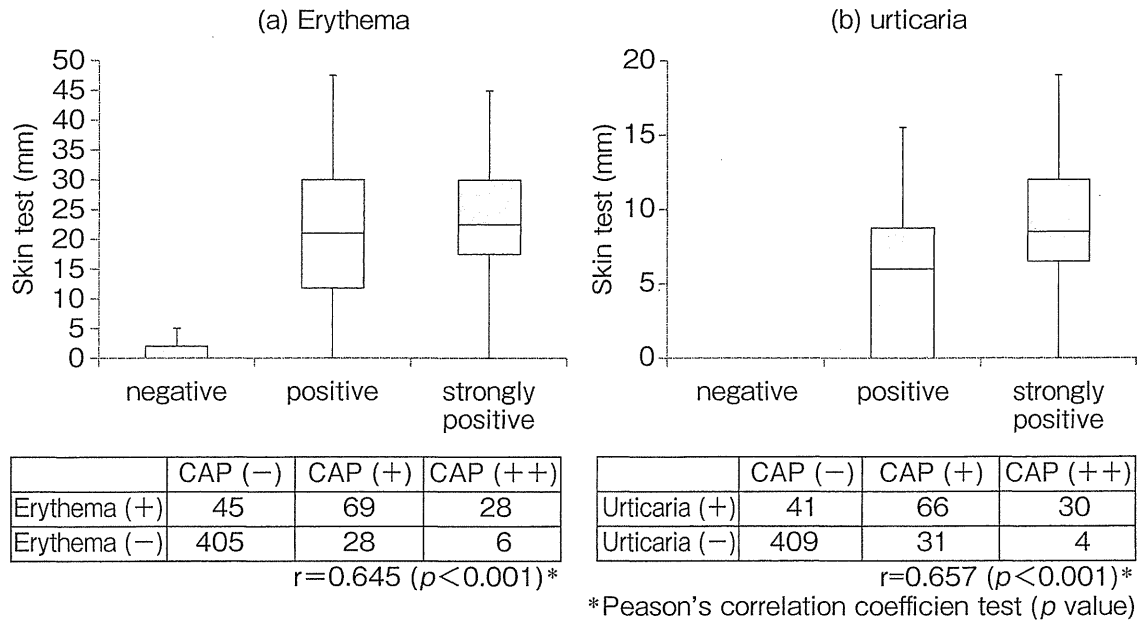 (a) Erythema
Skin test (mm)
50
45
40
35
30
25
20
15
10
5
0
negative positive strongly positive
CAP (−) CAP (+) CAP (++)
Erythema (+) 45 69 28
Erythema (−) 405 28 6
r=0.645 (p<0.001)*
(b) urticaria
Skin test (mm)
20
15
10
5
0
negative positive strongly positive
CAP (−) CAP (+) CAP (++)
Urticaria (+) 41 66 30
Urticaria (−) 409 31 4
r=0.657 (p<0.001)*
*Peason's correlation coefficien test (p value)